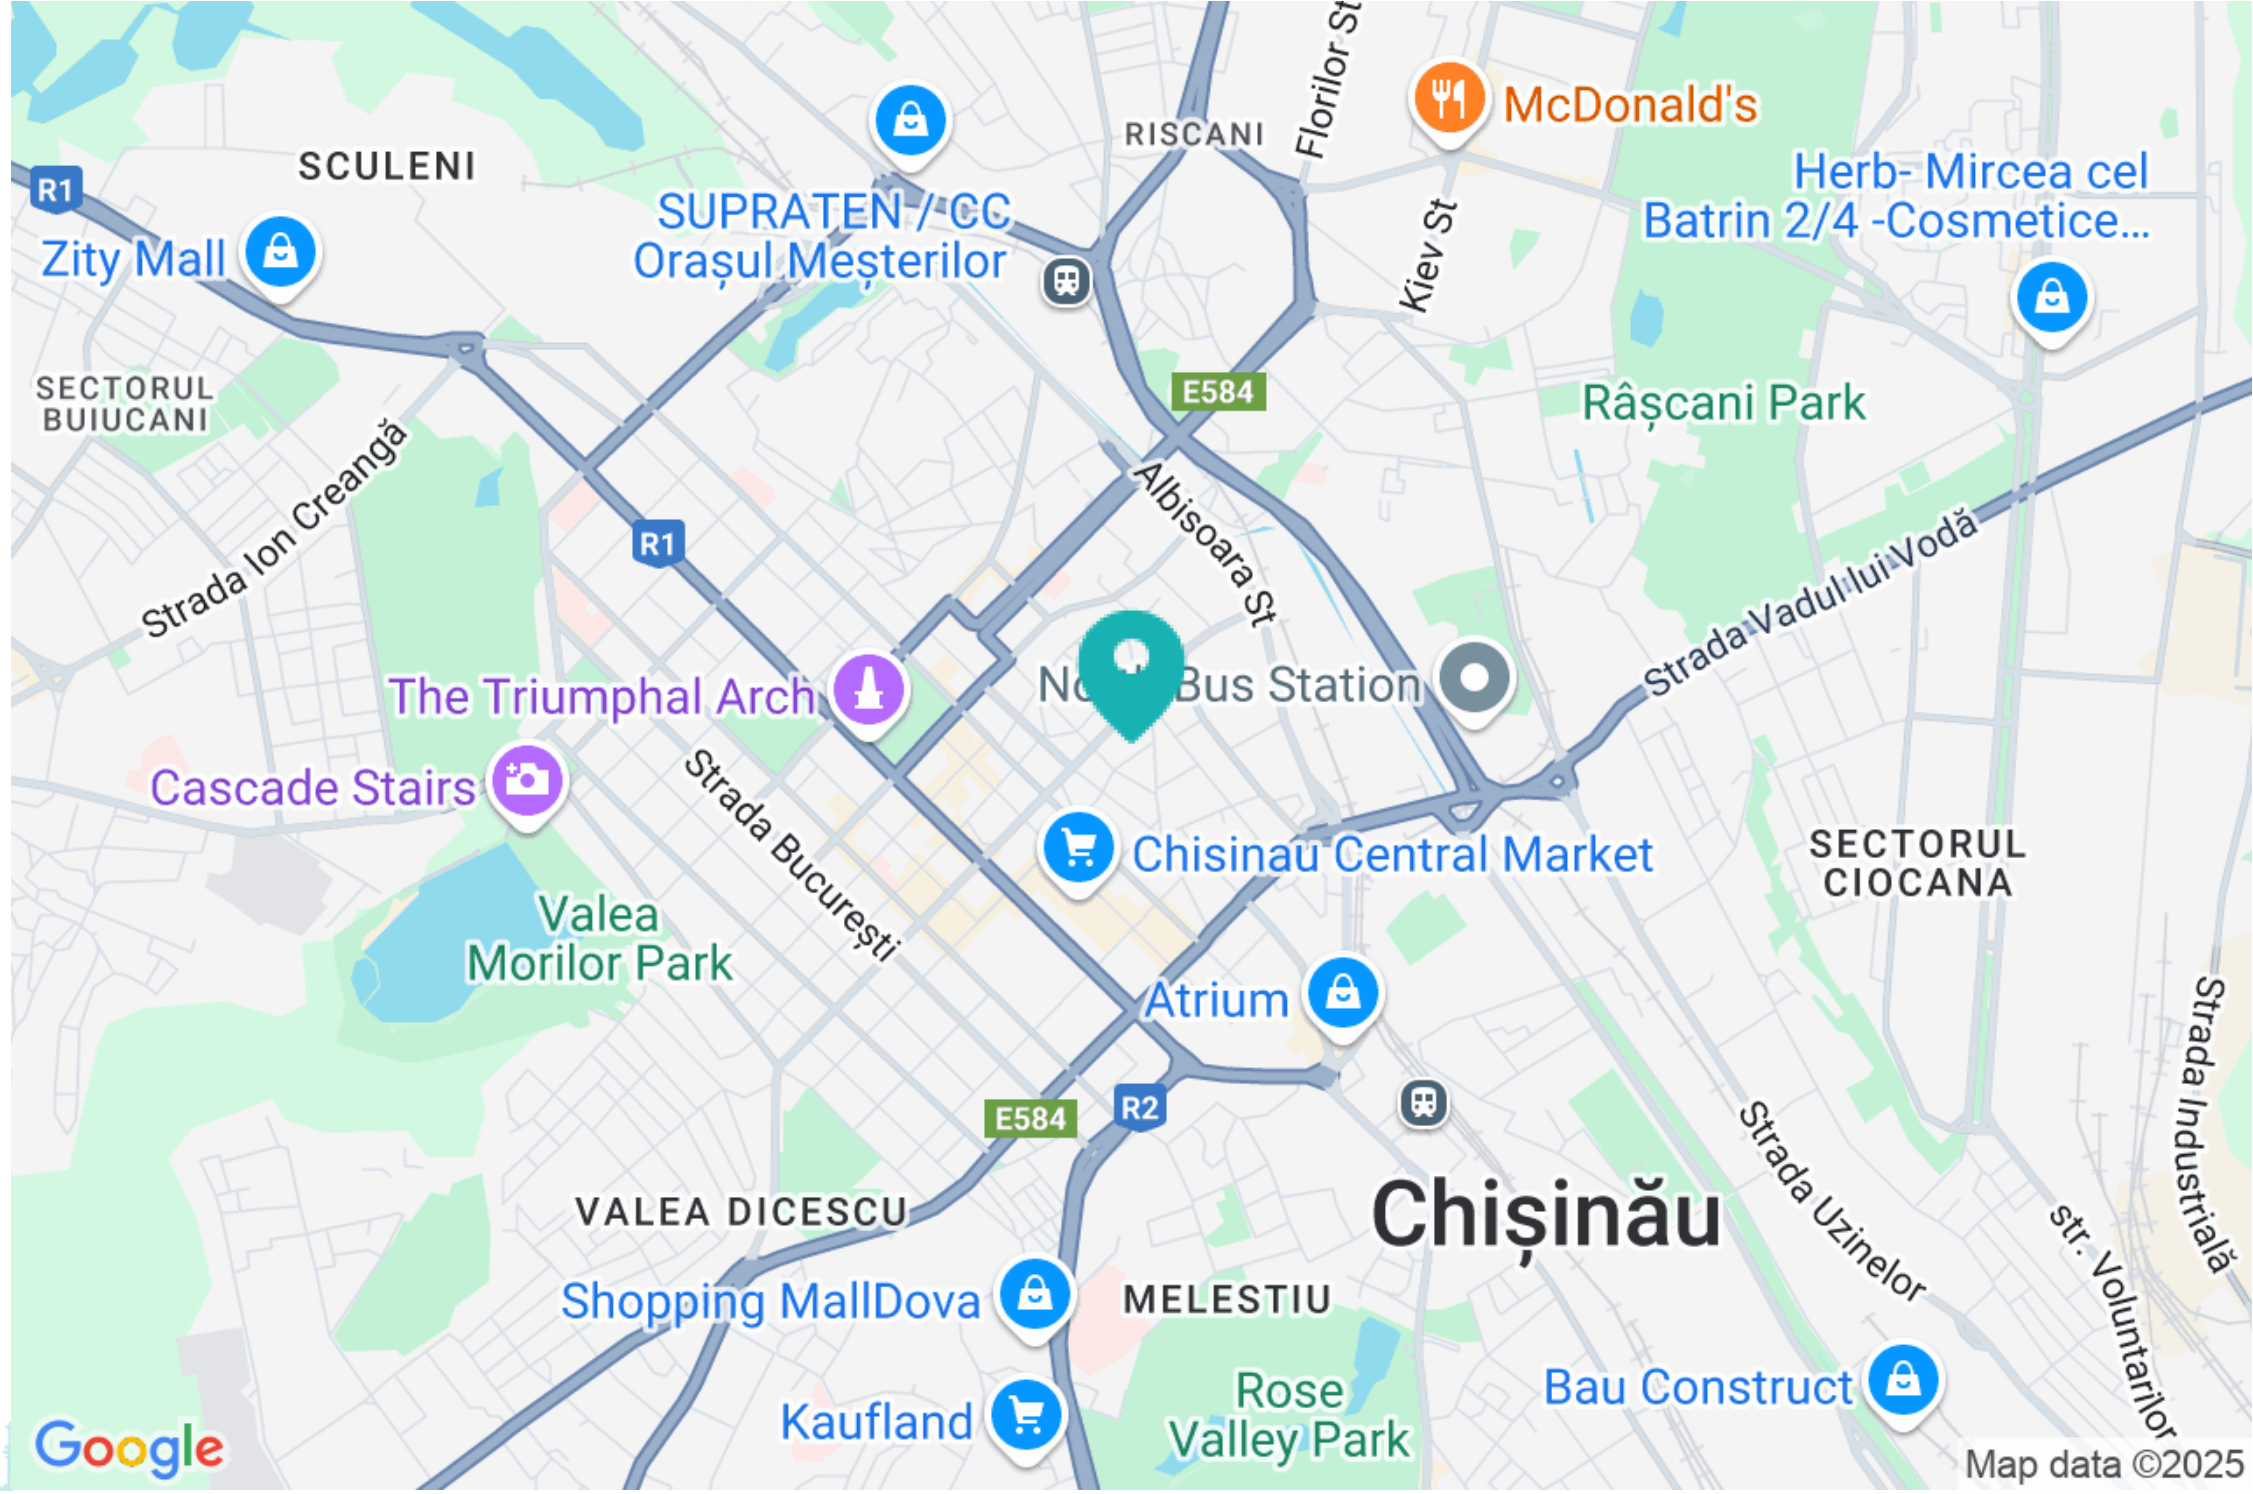 Florilor St
McDonald's
RISCANI
SCULENI
R1
Zity Mall
SUPRATEN / CC
Orașul Meșterilor
Herb- Mircea cel
Batrin 2/4 -Cosmetice...
Kiev St
SECTORUL
BUIUCANI
E584
Râșcani Park
Strada Ion Creangă
R1
Albisoara St
Strada Vadul lui Vodă
Bus Station
The Triumphal Arch
Cascade Stairs
Strada București
Chisinau Central Market
SECTORUL
CIOCANA
Valea
Morilor Park
Atrium
Strada Industrială
E584
R2
Strada Uzinelor
VALEA DICESCU
Chișinău
str. Voluntarilor
Shopping MallDova
MELESTIU
Rose
Valley Park
Bau Construct
Kaufland
Google
Map data ©2025